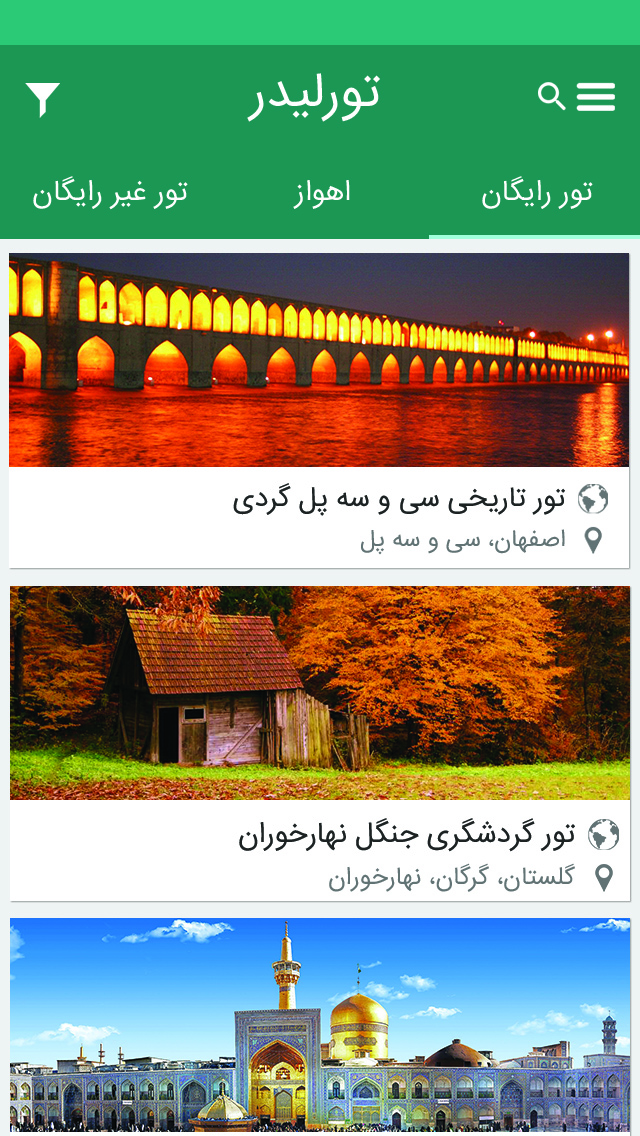 تورلیدر
تور رایگان
اهواز
تور غیر رایگان
تور تاریخی سی و سه پل گردی
اصفهان، سی و سه پل
تور گردشگری جنگل نهارخوران
گلستان، گرگان، نهارخوران